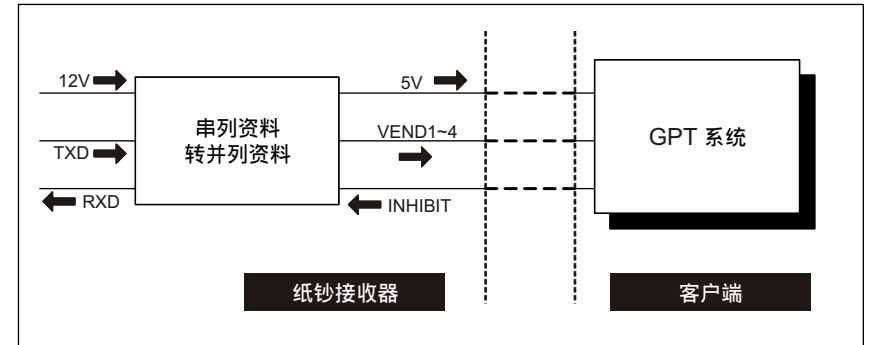 12V
5V
TXD
串列资料
转并列资料
VEND1~4
GPT 系统
RXD
INHIBIT
纸钞接收器
客户端